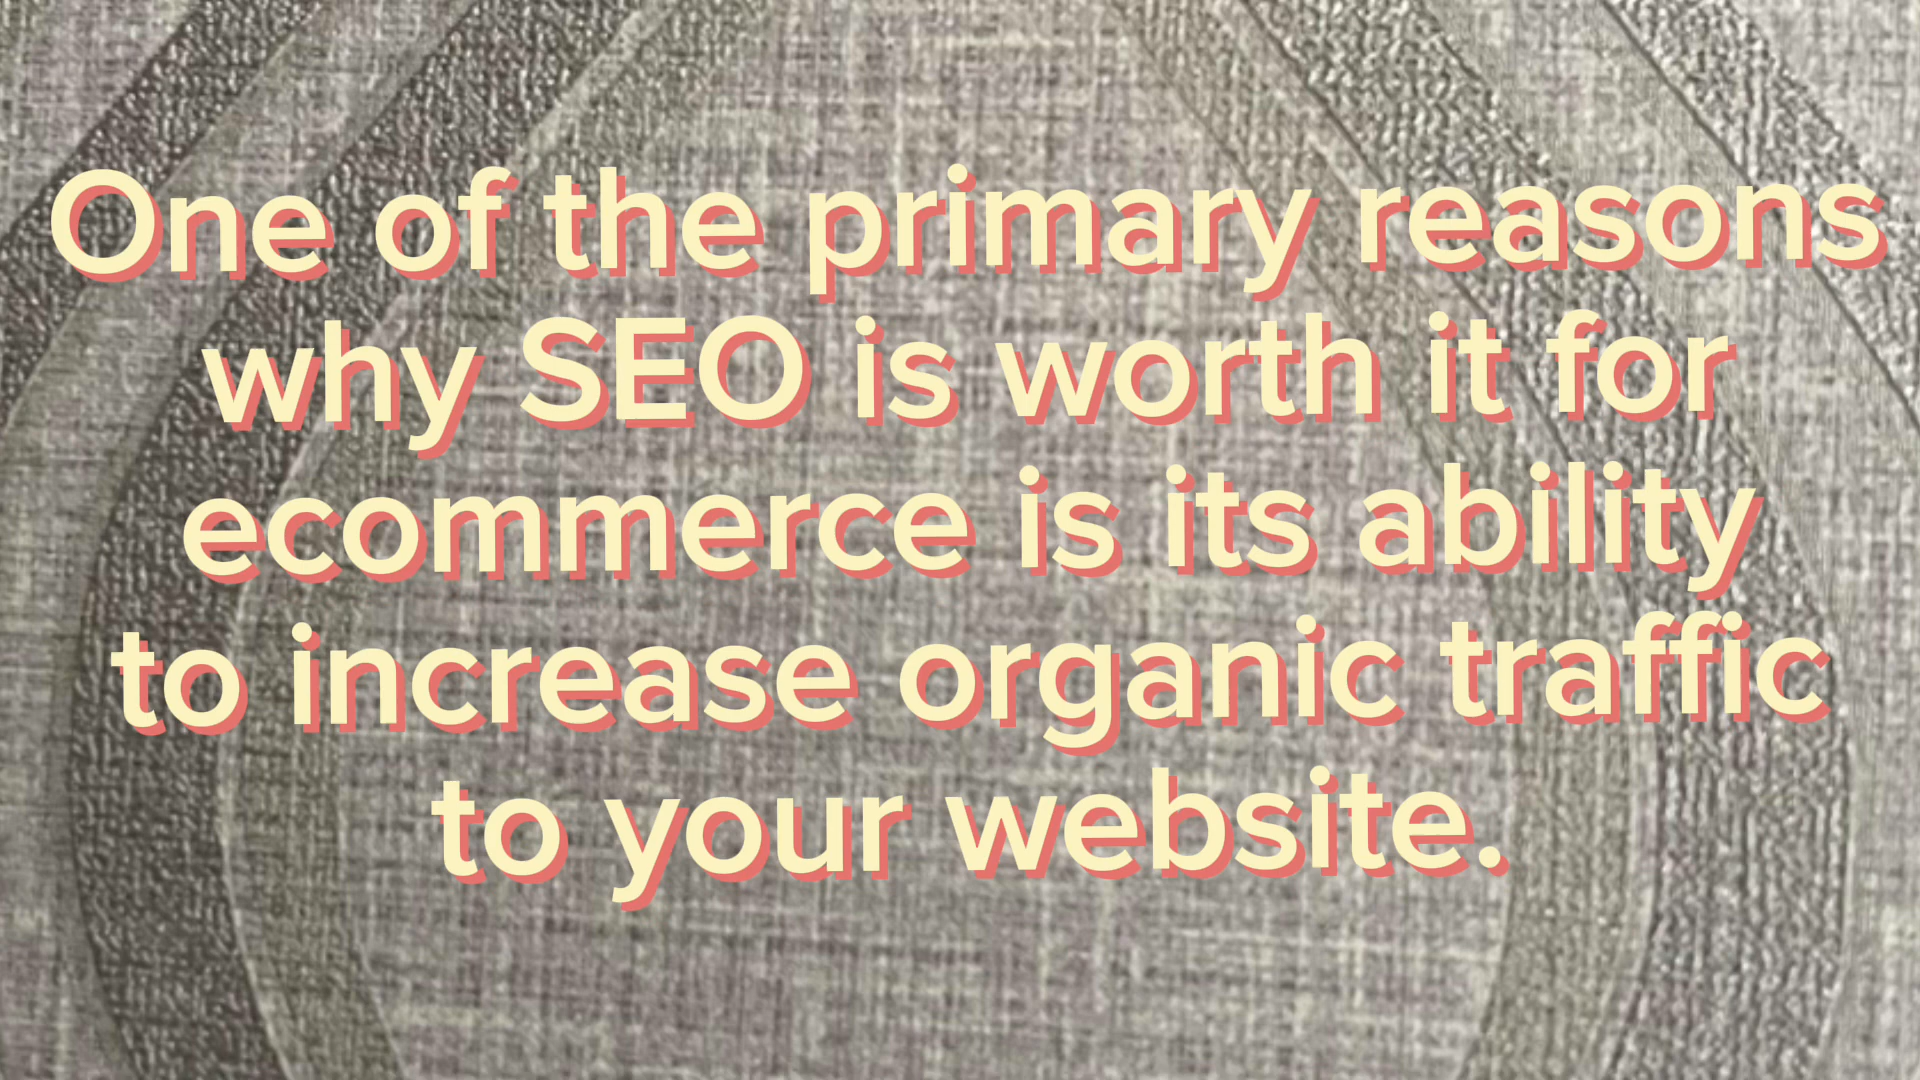 One of the primary reasons
why SEO is worth it for
ecommerce is its ability
to increase organic traffic
to your website.